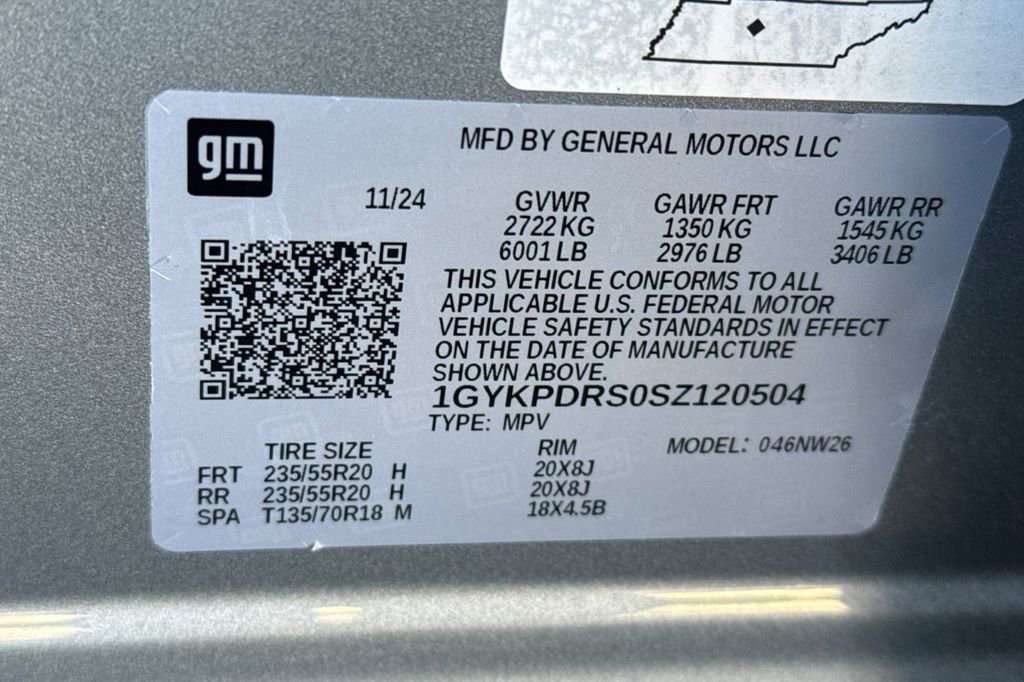 gm
MFD BY GENERAL MOTORS LLC
11/24 GVWR GAWR FRT GAWR RR
2722 KG 1350 KG 1545 KG
6001 LB 2976 LB 3406 LB
THIS VEHICLE CONFORMS TO ALL
APPLICABLE U.S. FEDERAL MOTOR
VEHICLE SAFETY STANDARDS IN EFFECT
ON THE DATE OF MANUFACTURE
SHOWN ABOVE.
1GYKPDRS0SZ120504
TYPE: MPV
TIRE SIZE RIM MODEL: 046NW26
FRT 235/55R20 H 20X8J
RR 235/55R20 H 20X8J
SPA T135/70R18 M 18X4.5B